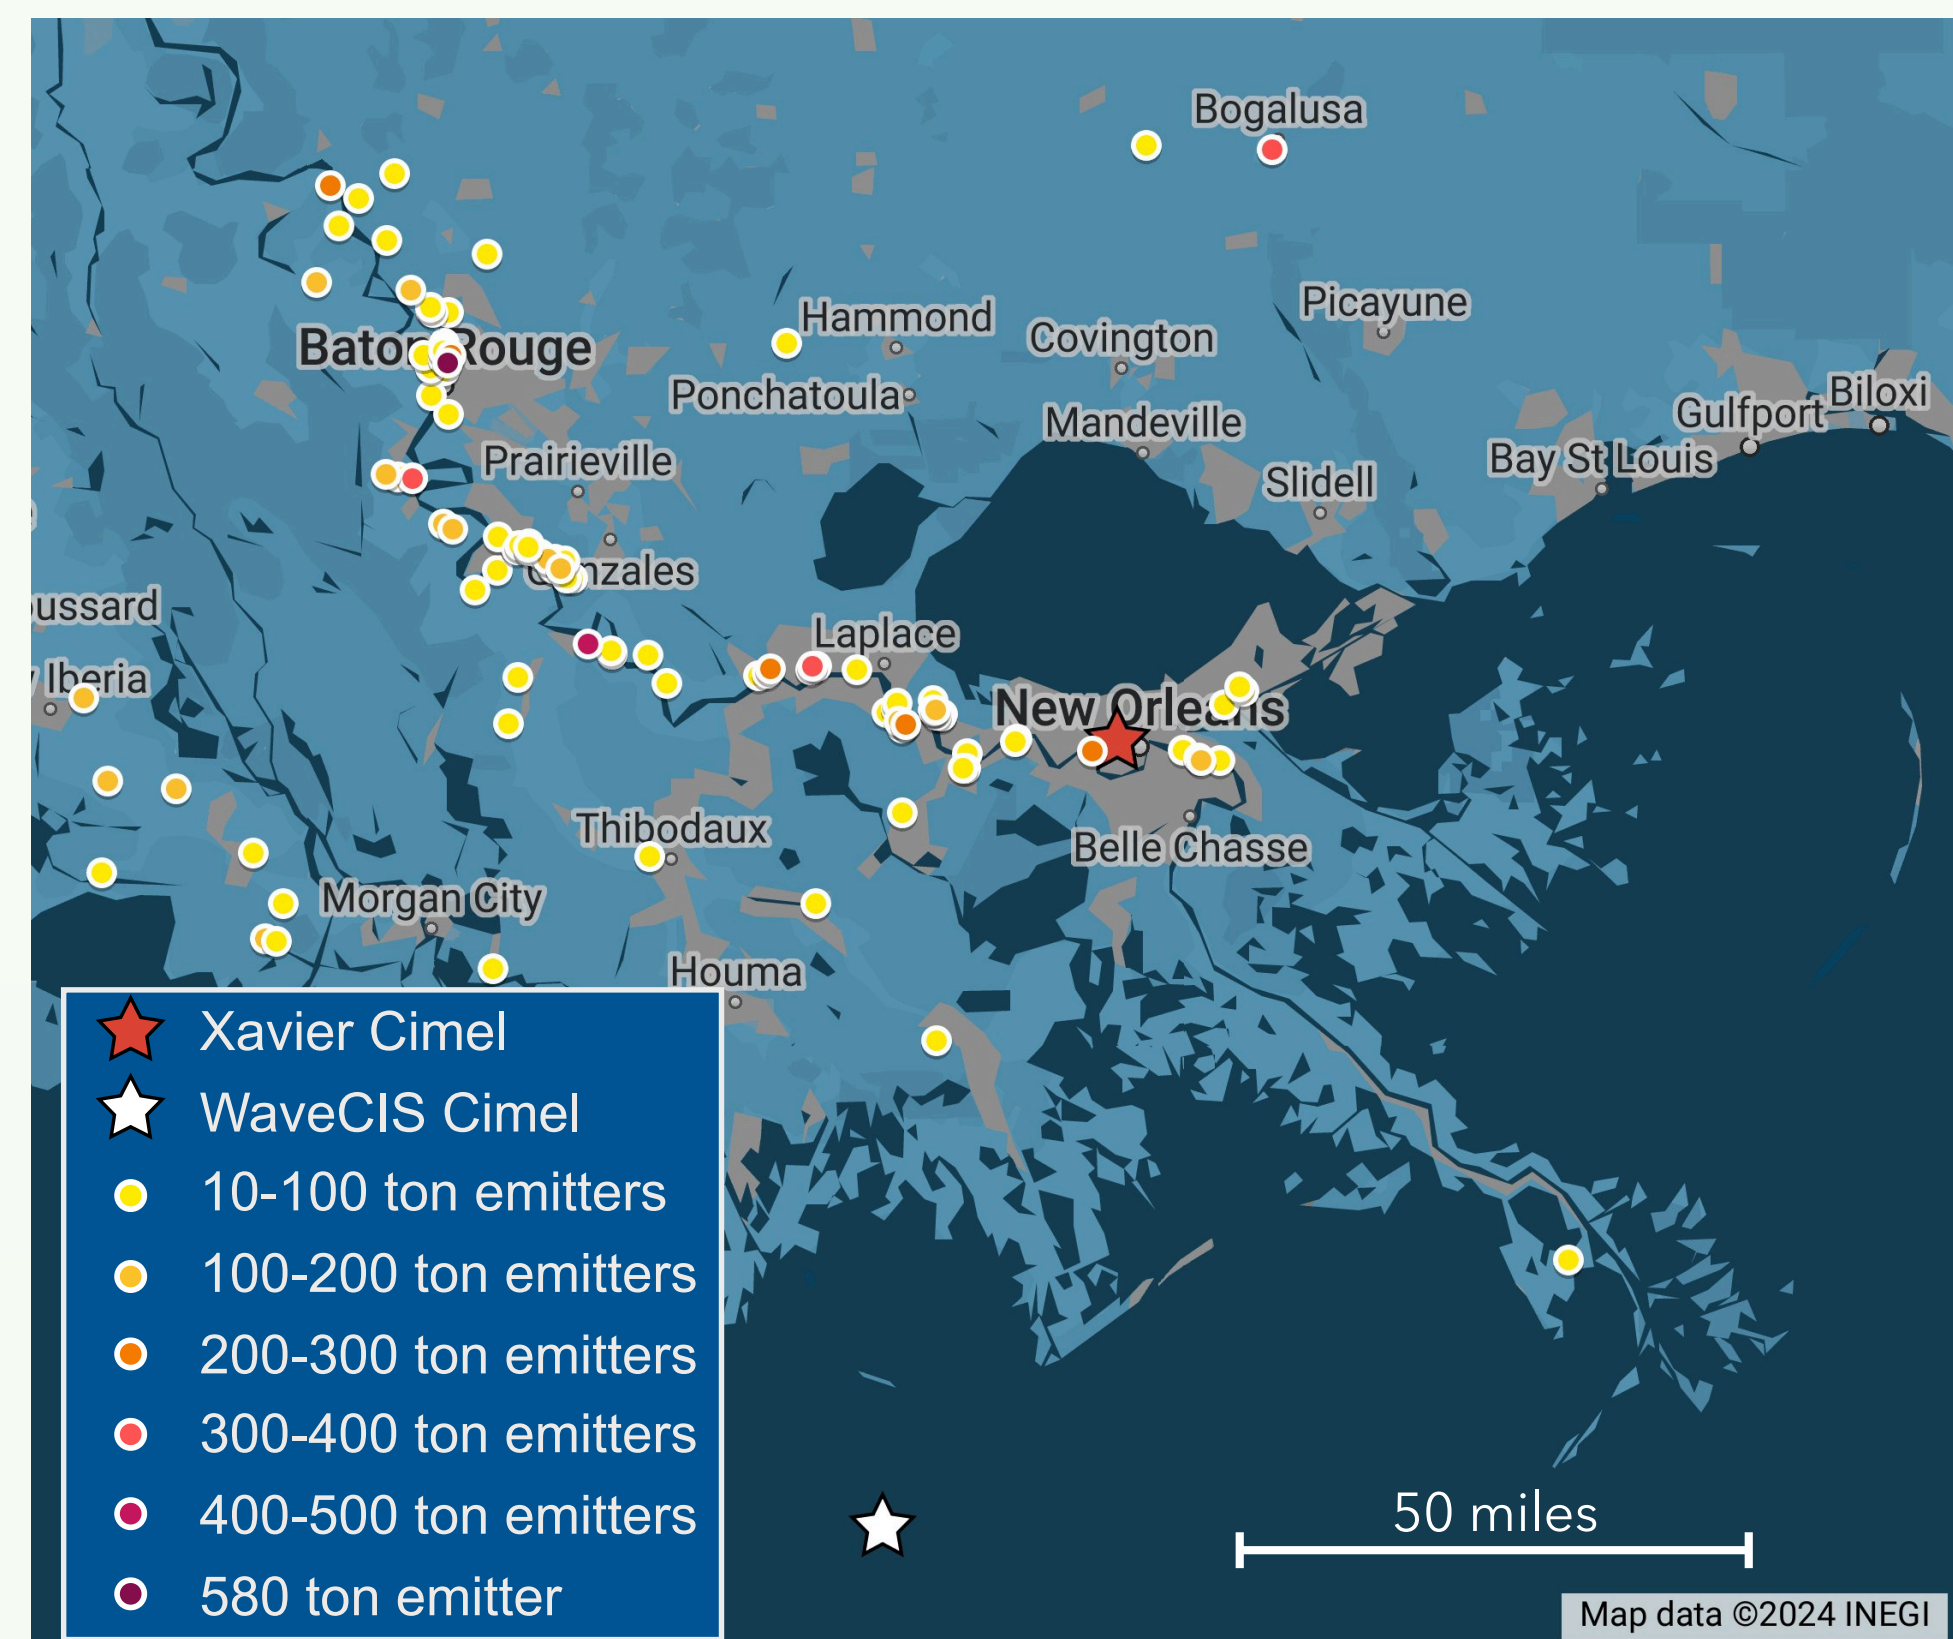 Bogalusa
Picayune
Hammond
Covington
Baton Rouge
Ponchatoula
Biloxi
Gulfport
Mandeville
Bay St Louis
Prairieville
Slidell
Gonzales
oussard
Laplace
Iberia
New Orleans
Thibodaux
Belle Chasse
Morgan City
Houma
Xavier Cimel
WaveCIS Cimel
10-100 ton emitters
100-200 ton emitters
200-300 ton emitters
300-400 ton emitters
400-500 ton emitters
580 ton emitter
50 miles
Map data ©2024 INEGI